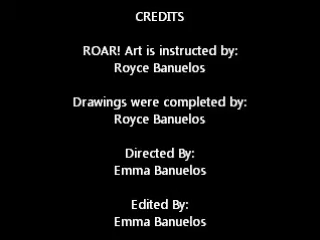 CREDITS
ROAR! Art is instructed by:
Royce Banuelos
Drawings were completed by:
Royce Banuelos
Directed By:
Emma Banuelos
Edited By:
Emma Banuelos